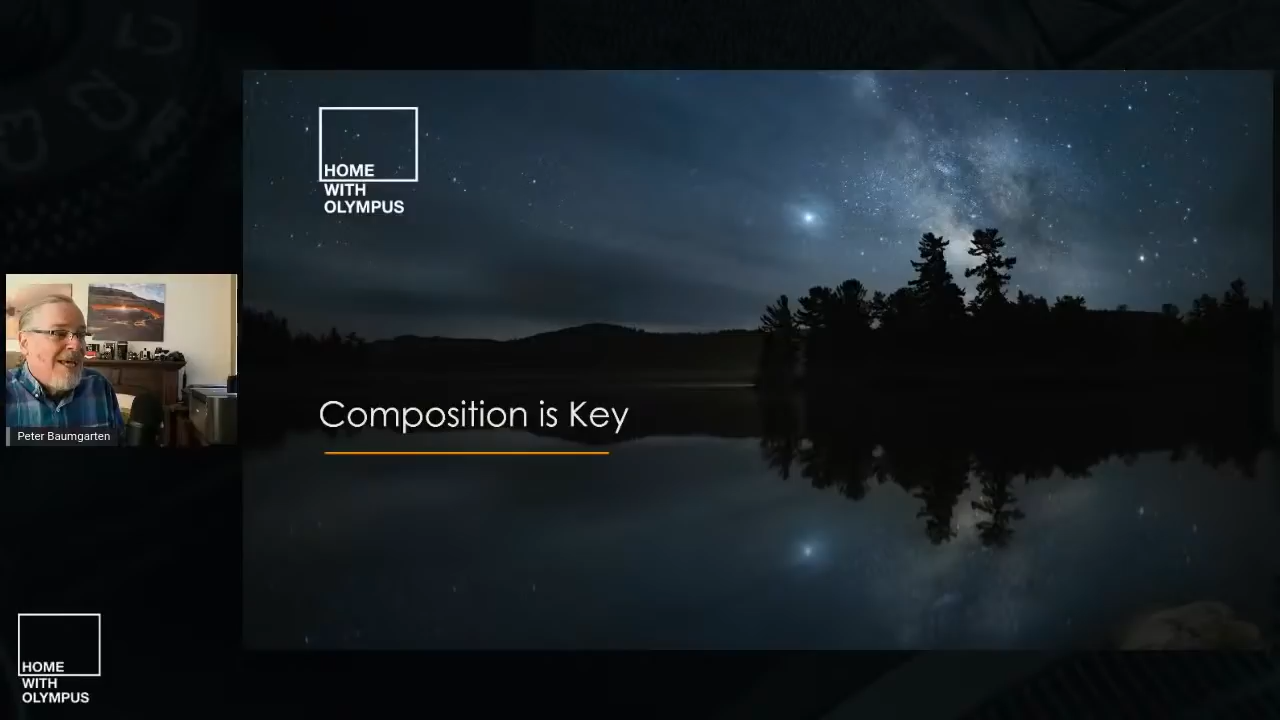 HOME
WITH
OLYMPUS
Composition is Key
Peter Baumgarten
HOME
WITH
OLYMPUS